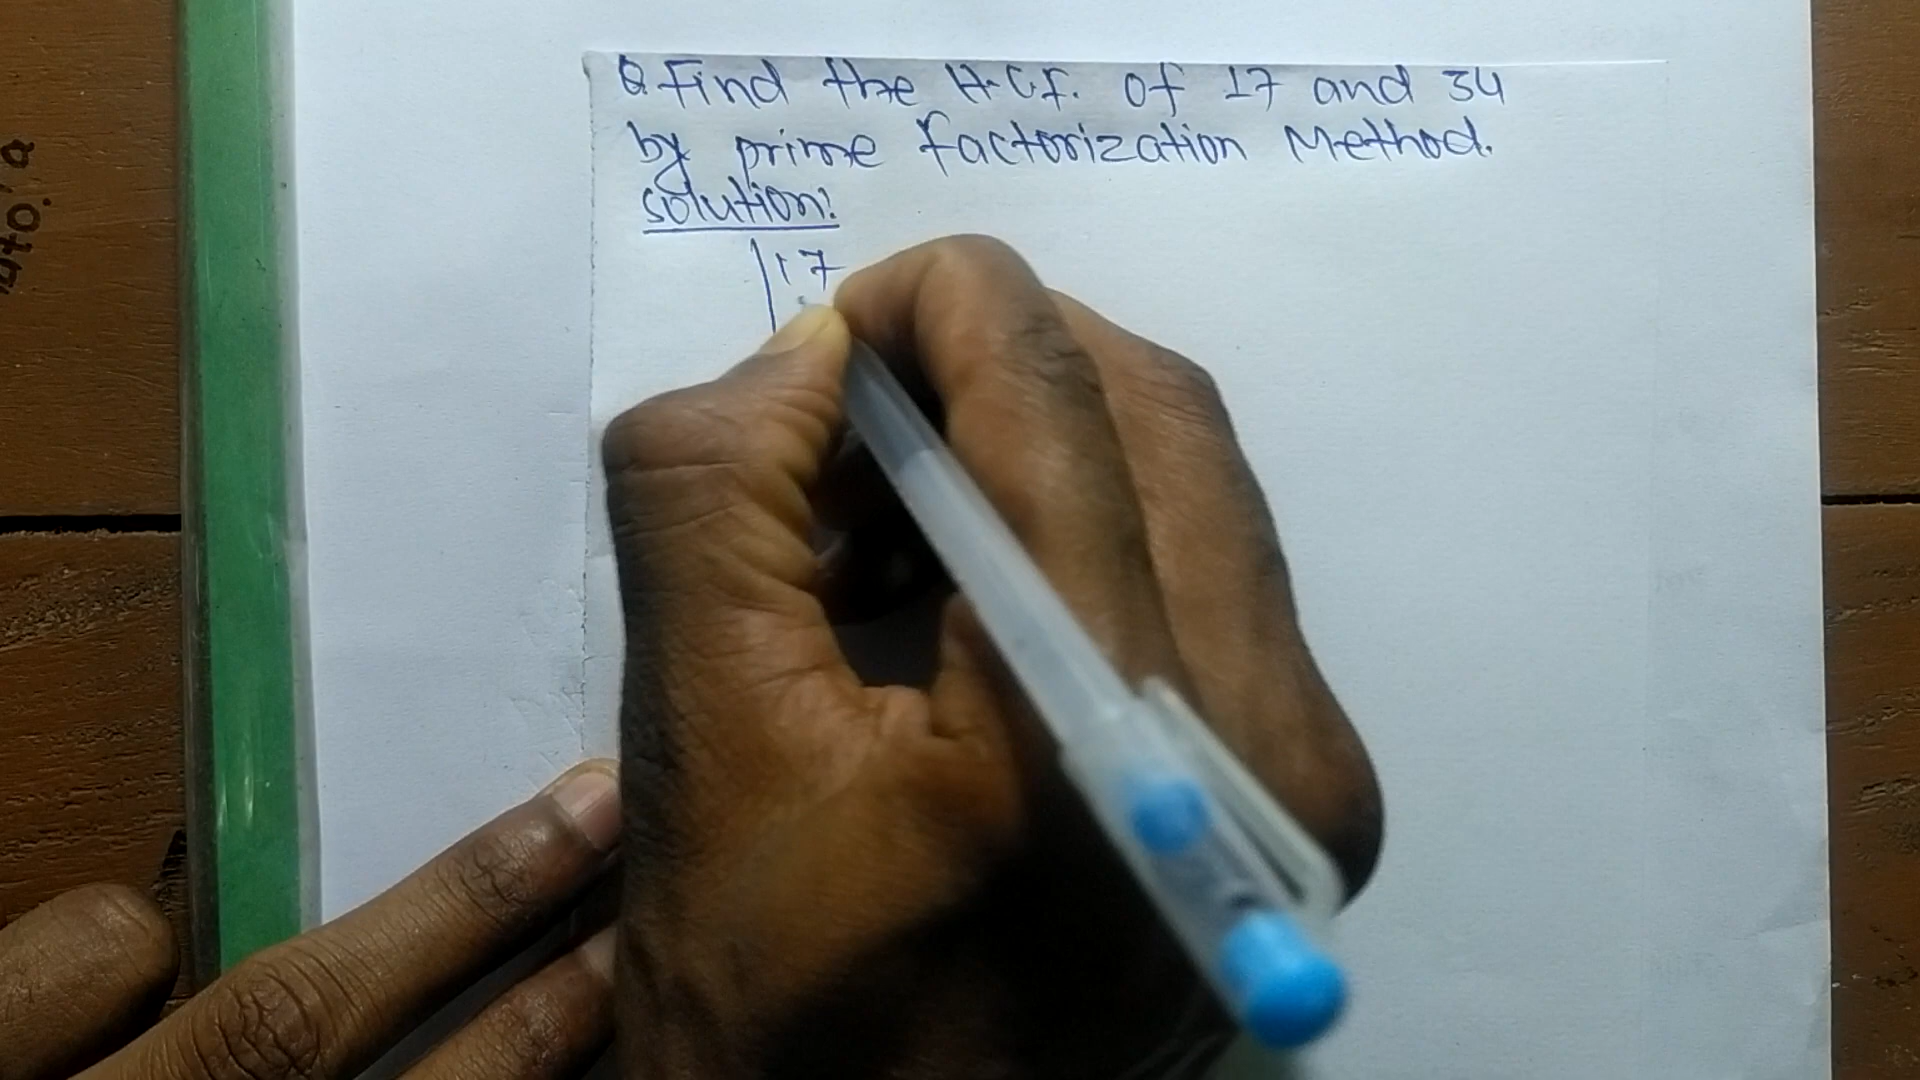 Q Find the H.C.F. of 17 and 34
by prime factorization Method.
solution:
17